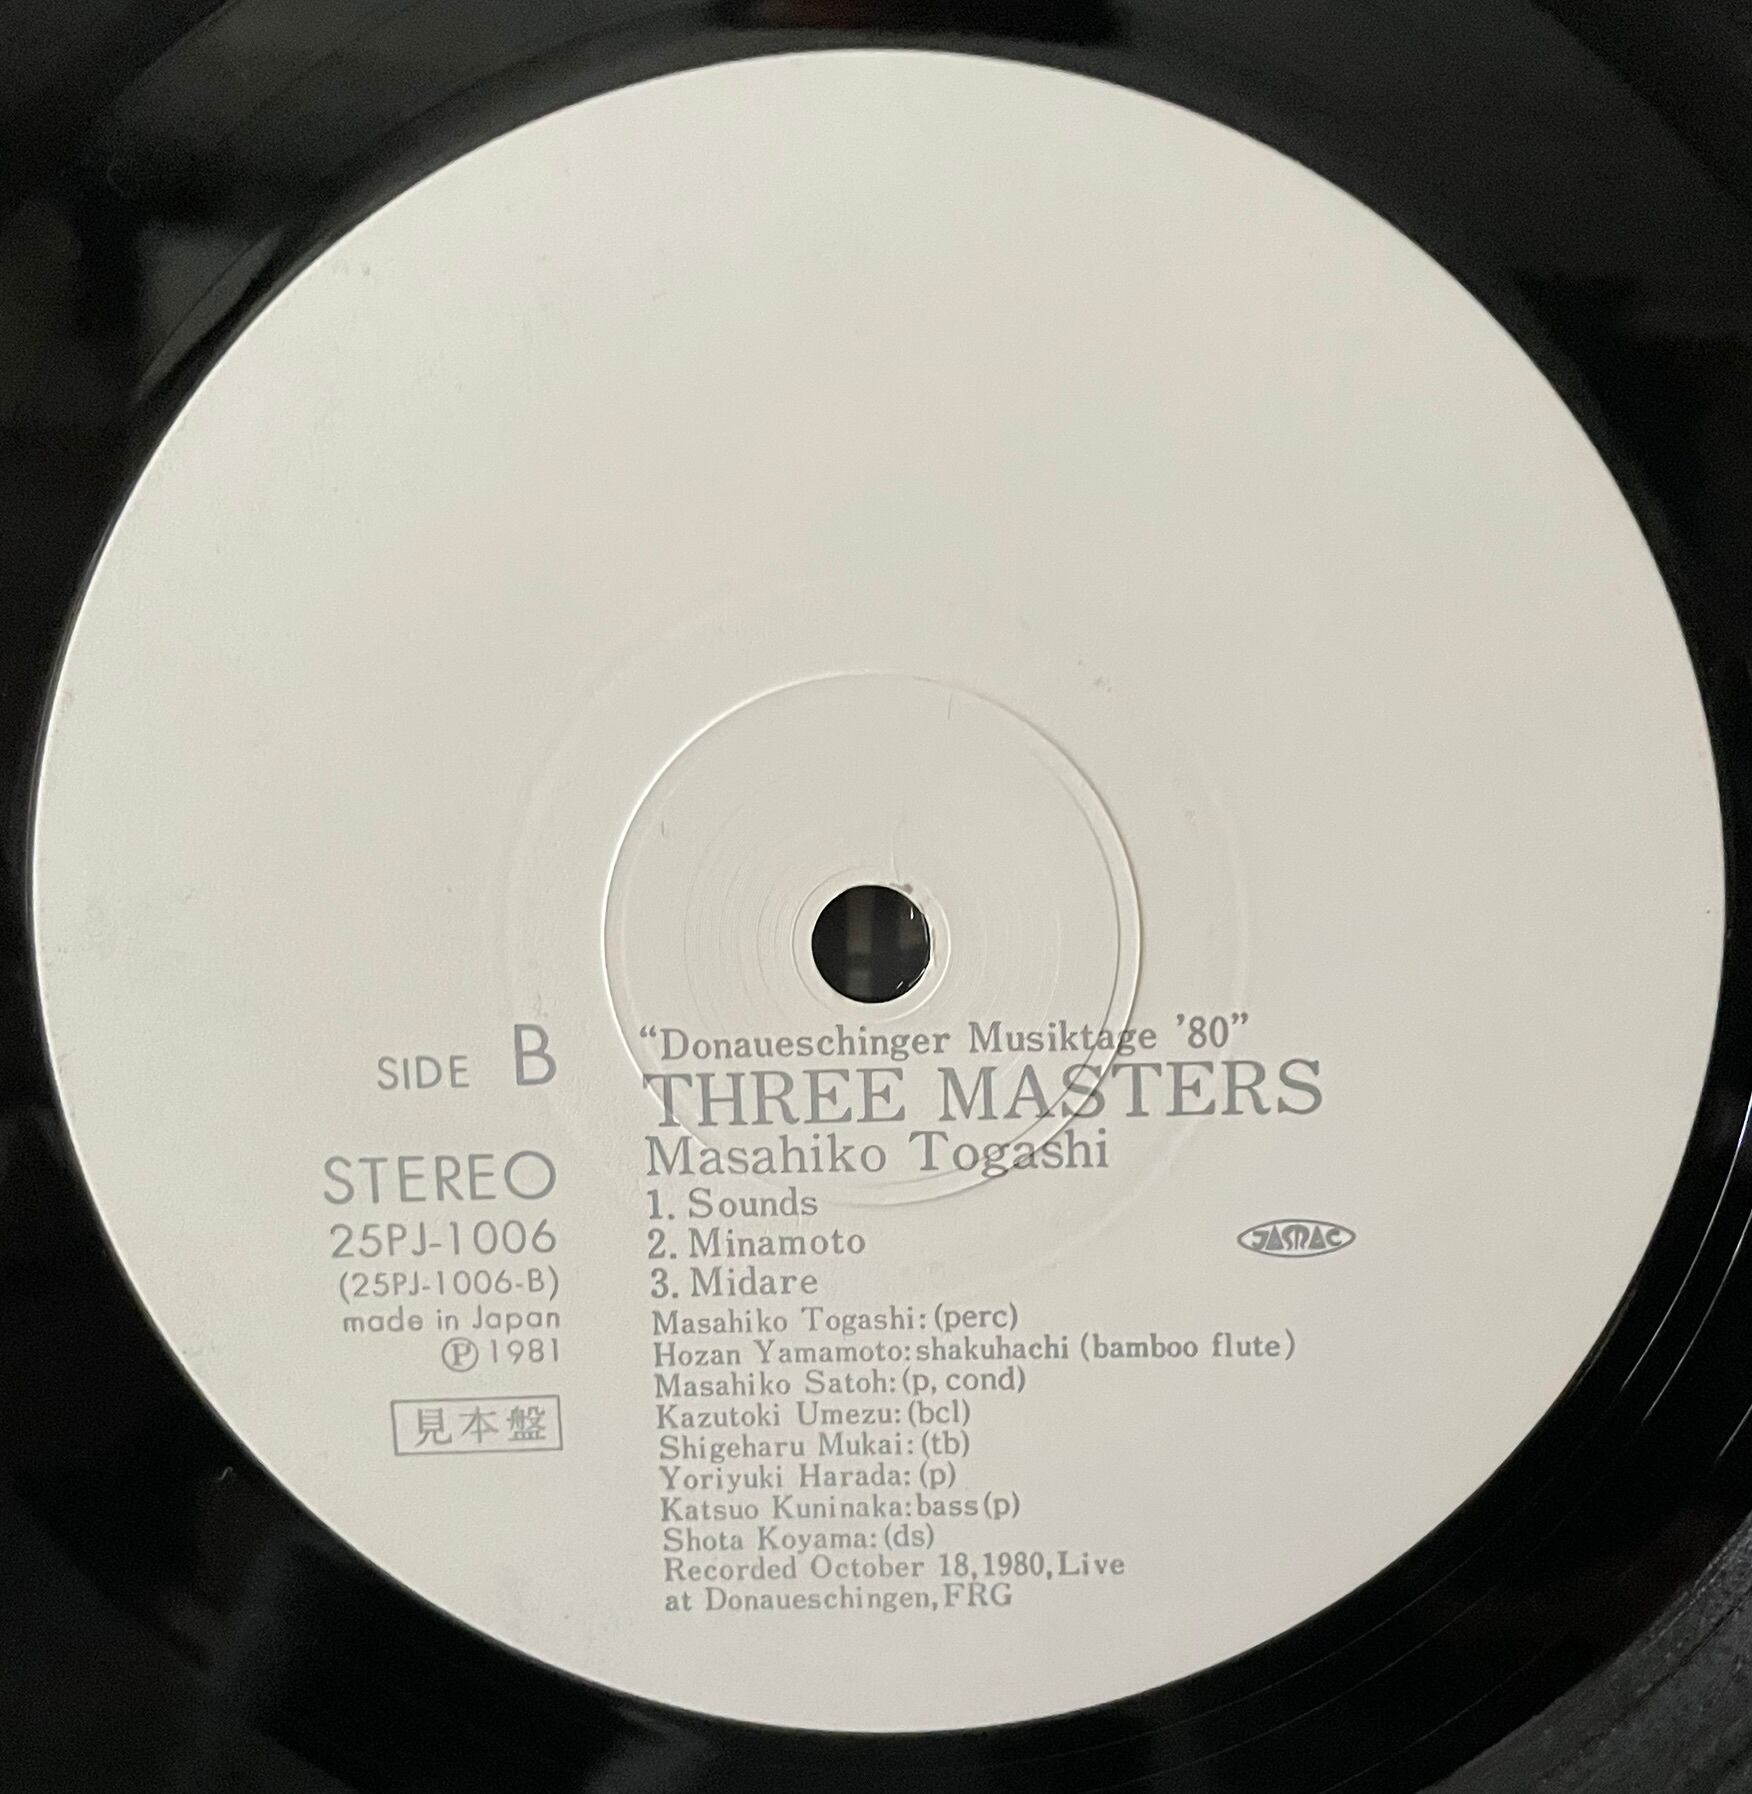 SIDE B
STEREO
25PJ-1006
(25PJ-1006-B)
made in Japan
Ⓟ1981
見本盤
“Donaueschinger Musiktage ’80”
THREE MASTERS
Masahiko Togashi
1. Sounds
2. Minamoto
3. Midare
Masahiko Togashi:(perc)
Hozan Yamamoto:shakuhachi (bamboo flute)
Masahiko Satoh:(p, cond)
Kazutoki Umezu:(bcl)
Shigeharu Mukai:(tb)
Yoriyuki Harada:(p)
Katsuo Kuninaka:bass(p)
Shota Koyama:(ds)
Recorded October 18,1980,Live
at Donaueschingen,FRG
JASRAC